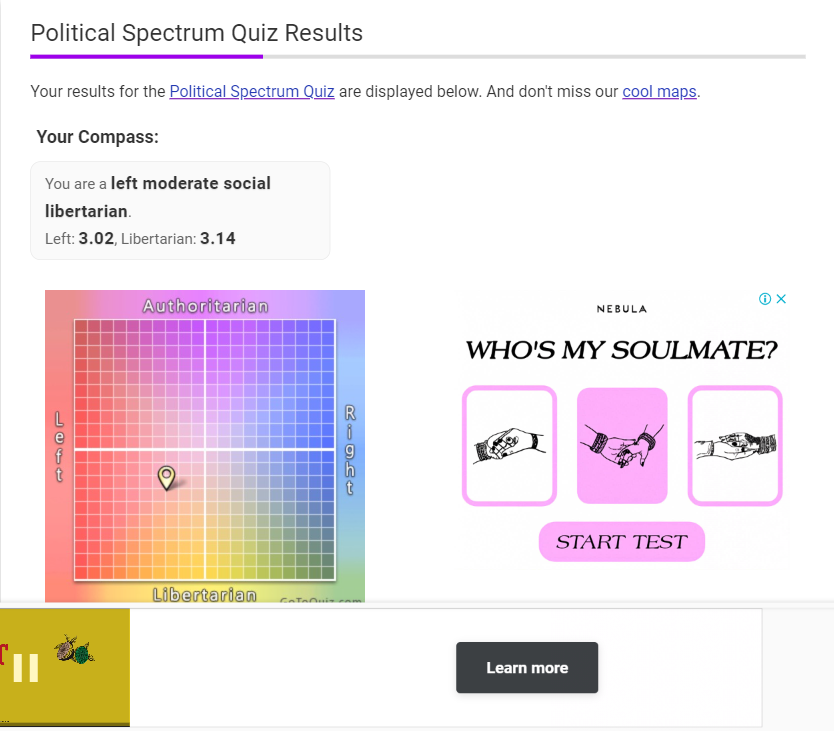 Political Spectrum Quiz Results
Your results for the Political Spectrum Quiz are displayed below. And don't miss our cool maps.
Your Compass:
You are a left moderate social
libertarian.
Left: 3.02, Libertarian: 3.14
Authoritarian
Left
Right
Libertarian
GoToQuiz.com
NEBULA
WHO'S MY SOULMATE?
START TEST
Learn more